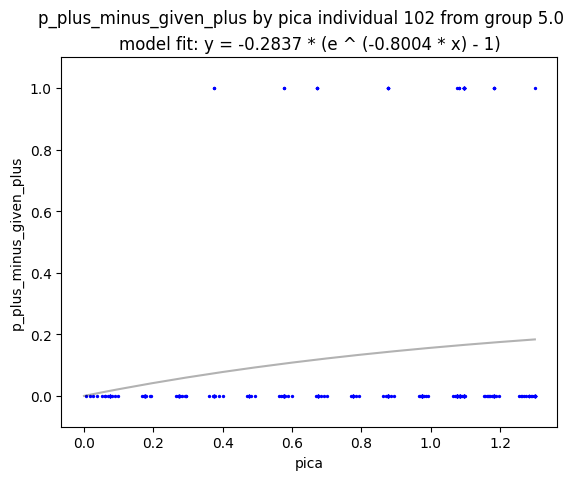 p_plus_minus_given_plus by pica individual 102 from group 5.0
model fit: y = -0.2837 * (e ^ (-0.8004 * x) - 1)
1.0
0.8
0.6
0.4
0.2
0.0
p_plus_minus_given_plus
0.0 0.2 0.4 0.6 0.8 1.0 1.2
pica